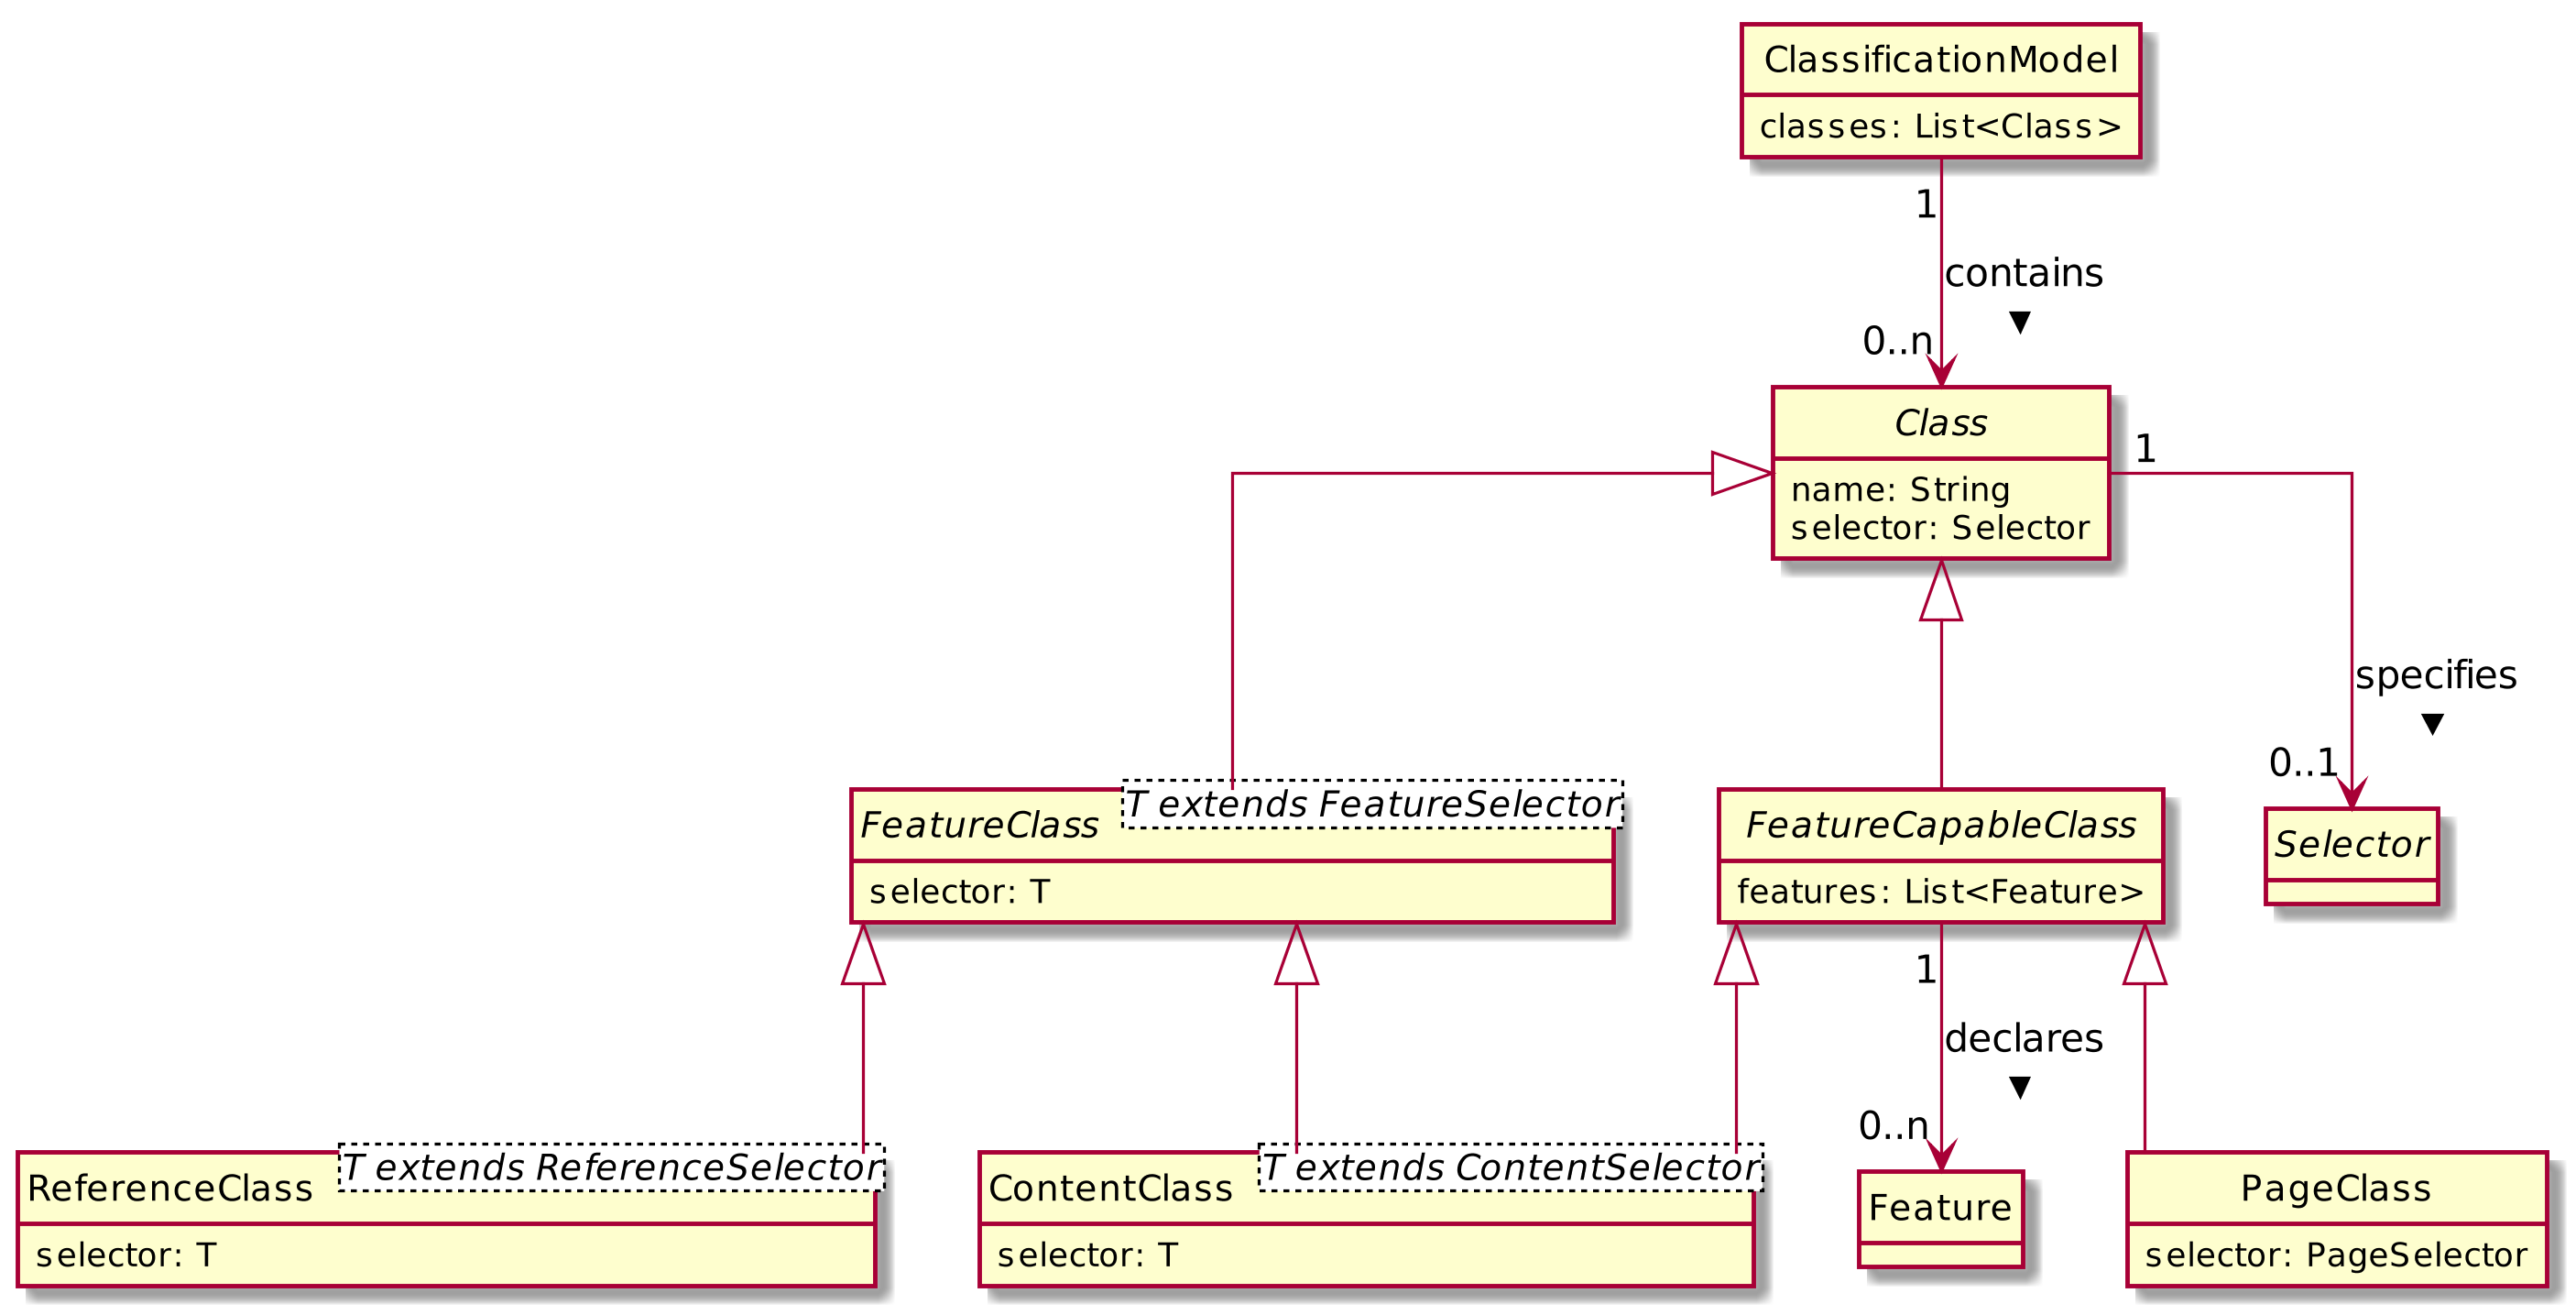 ClassificationModel
classes: List<Class>
1
contains
▼
0..n
Class
name: String
selector: Selector
1
specifies
▼
0..1
FeatureClass
T extends FeatureSelector
selector: T
FeatureCapableClass
features: List<Feature>
Selector
1
declares
▼
0..n
ReferenceClass
T extends ReferenceSelector
selector: T
ContentClass
T extends ContentSelector
selector: T
Feature
PageClass
selector: PageSelector